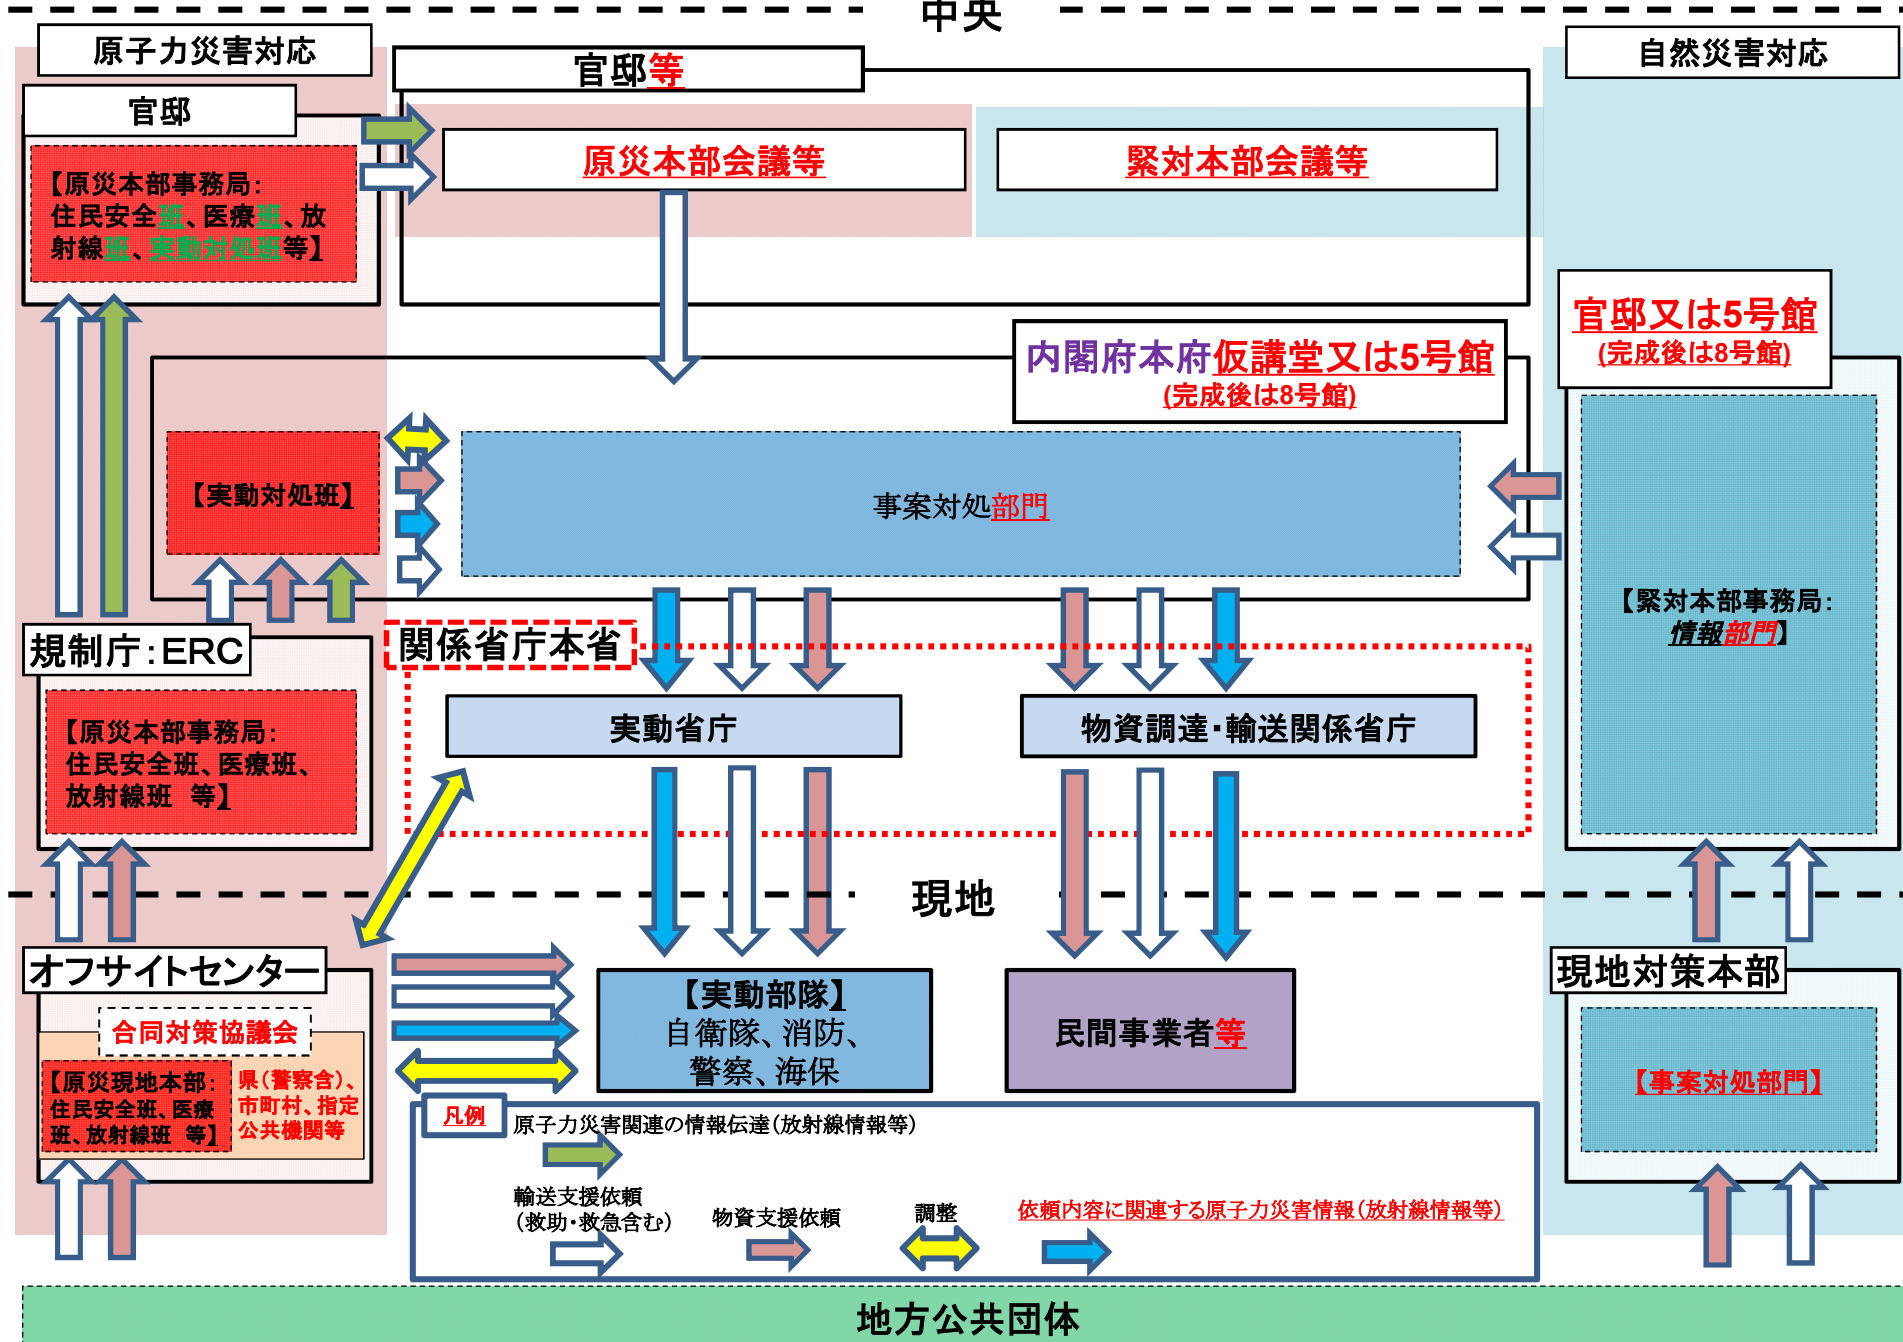 中央
原子力災害対応
官邸等
自然災害対応
官邸
原災本部会議等
緊対本部会議等
【原災本部事務局：
住民安全班、医療班、放
射線班、実動対処班等】
官邸又は5号館
(完成後は8号館)
内閣府本府仮講堂又は5号館
(完成後は8号館)
【実動対処班】
事案対処部門
【緊対本部事務局：
情報部門】
規制庁：ERC
関係省庁本省
【原災本部事務局：
住民安全班、医療班、
放射線班　等】
実動省庁
物資調達・輸送関係省庁
現地
オフサイトセンター
現地対策本部
合同対策協議会
【原災現地本部：
住民安全班、医療
班、放射線班　等】
県（警察含）、
市町村、指定
公共機関等
【実動部隊】
自衛隊、消防、
警察、海保
民間事業者等
【事案対処部門】
凡例
原子力災害関連の情報伝達（放射線情報等）
輸送支援依頼
（救助・救急含む）
物資支援依頼
調整
依頼内容に関連する原子力災害情報（放射線情報等）
地方公共団体